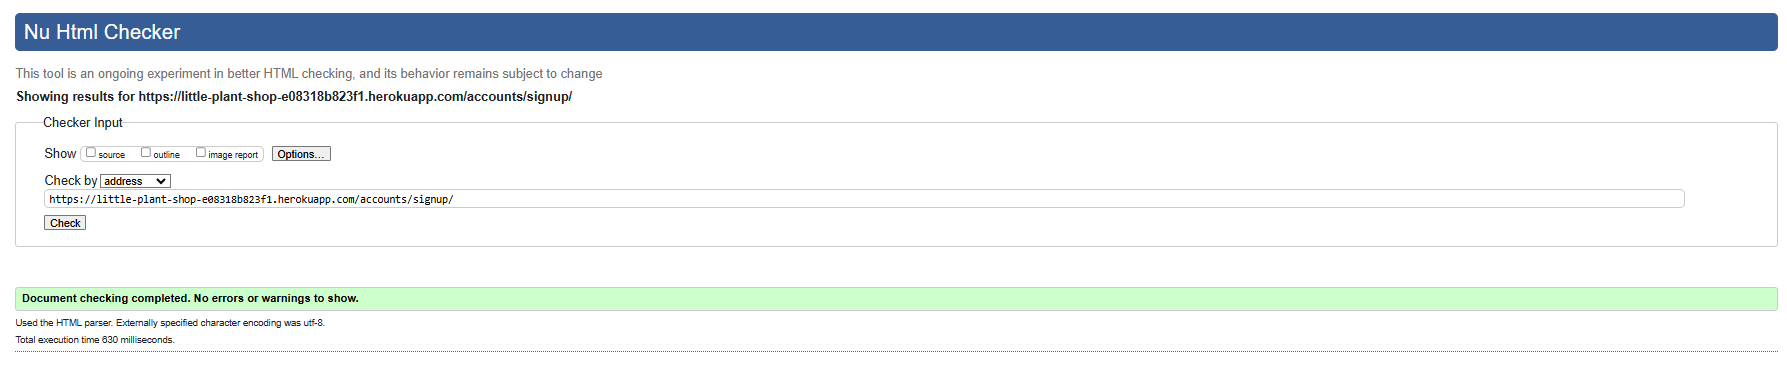 Nu Html Checker
This tool is an ongoing experiment in better HTML checking, and its behavior remains subject to change
Showing results for https://little-plant-shop-e08318b823f1.herokuapp.com/accounts/signup/
Checker Input
Show source outline image report Options...
Check by address
https://little-plant-shop-e08318b823f1.herokuapp.com/accounts/signup/
Check
Document checking completed. No errors or warnings to show.
Used the HTML parser. Externally specified character encoding was utf-8.
Total execution time 630 milliseconds.